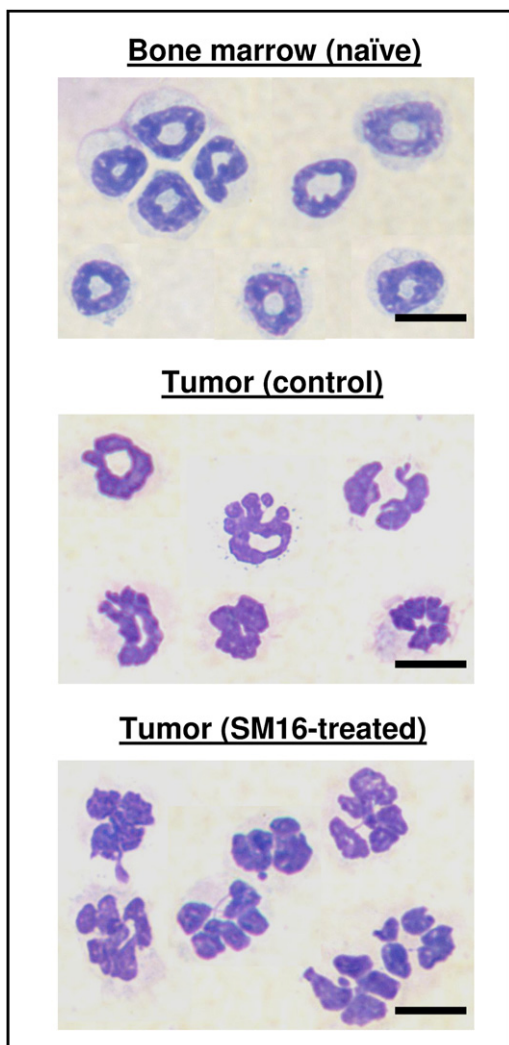 Bone marrow (naïve)
Tumor (control)
Tumor (SM16-treated)